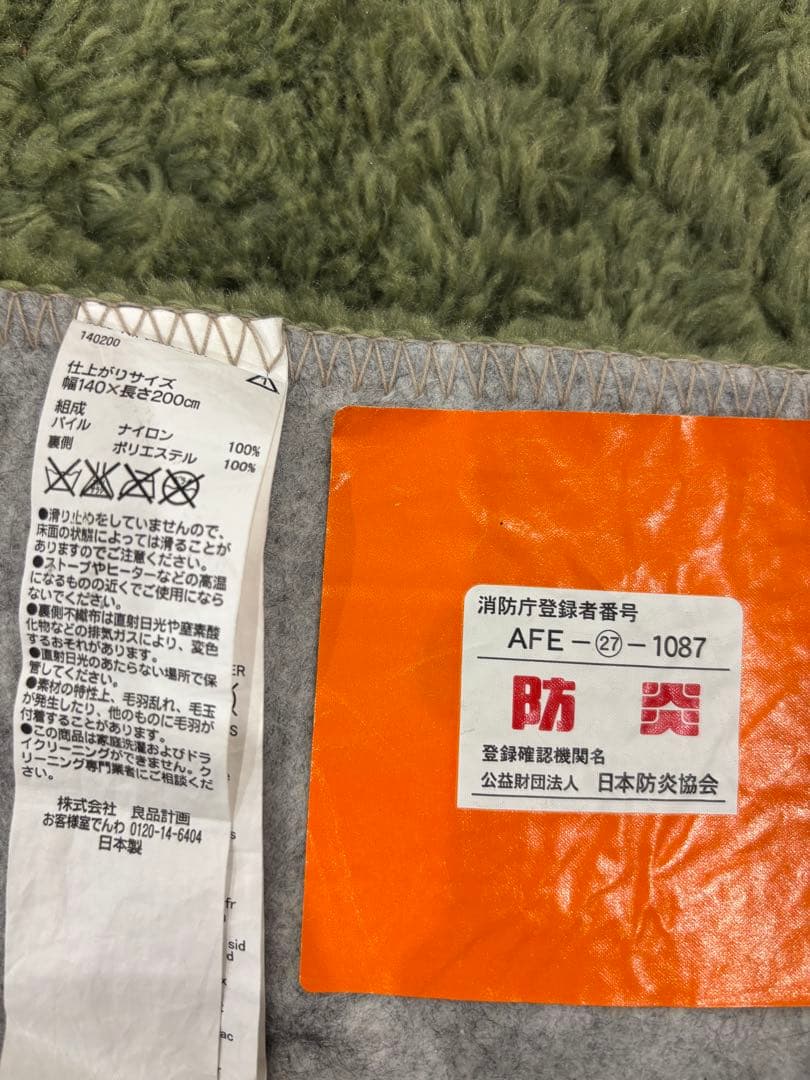 140200
仕上がりサイズ
幅140×長さ200cm
組成
パイル ナイロン 100%
裏側 ポリエステル 100%
●滑り止めをしていませんので、
床面の状態によっては滑ることが
ありますのでご注意ください。
●ストーブやヒーターなどの高温
になるものの近くでご使用になら
ないでください。
●裏側不織布は直射日光や窒素酸
化物などの排気ガスにより、変色
するおそれがあります。
●直射日光のあたらない場所で保
管してください。
●素材の特性上、毛羽乱れ、毛玉
が発生したり、他のものに毛羽が
付着することがあります。
●この商品は家庭洗濯およびドラ
イクリーニングができません。ク
リーニング専門業者にご相談くだ
さい。
株式会社 良品計画
お客様室でんわ 0120-14-6404
日本製
ER
S
e
s
fr
sid
d
x
t
ac
消防庁登録者番号
AFE-㉗-1087
防炎
登録確認機関名
公益財団法人 日本防炎協会